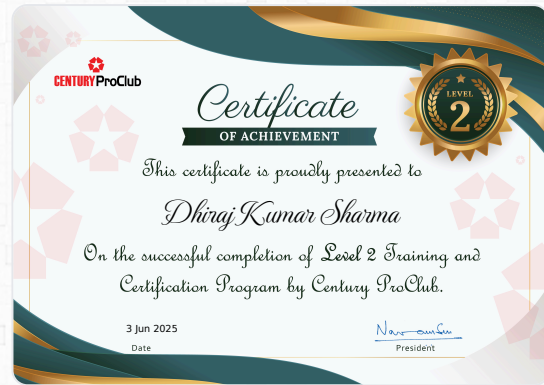 CENTURY ProClub
LEVEL
2
Certificate
OF ACHIEVEMENT
This certificate is proudly presented to
Dhiraj Kumar Sharma
On the successful completion of Level 2 Training and
Certification Program by Century ProClub.
3 Jun 2025
Date
President